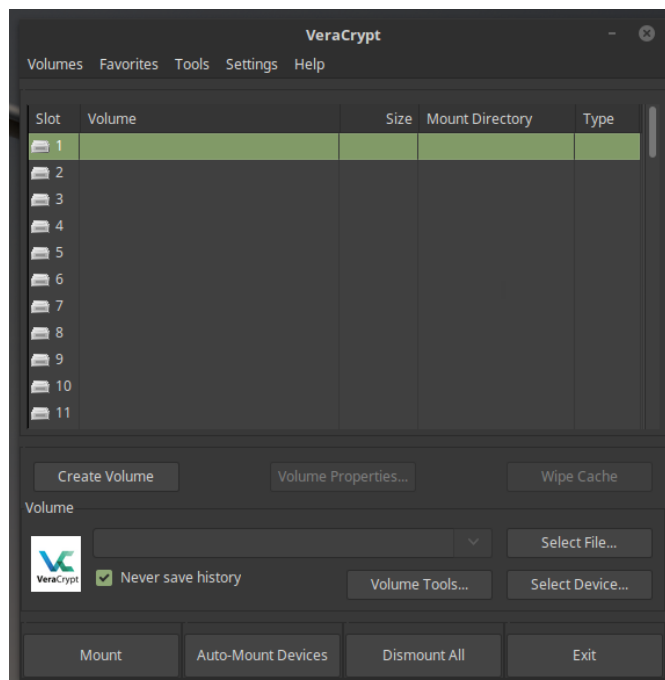 VeraCrypt
Volumes Favorites Tools Settings Help
Slot Volume Size Mount Directory Type
1
2
3
4
5
6
7
8
9
10
11
Create Volume Volume Properties... Wipe Cache
Volume
Select File...
VeraCrypt
Never save history Volume Tools... Select Device...
Mount Auto-Mount Devices Dismount All Exit